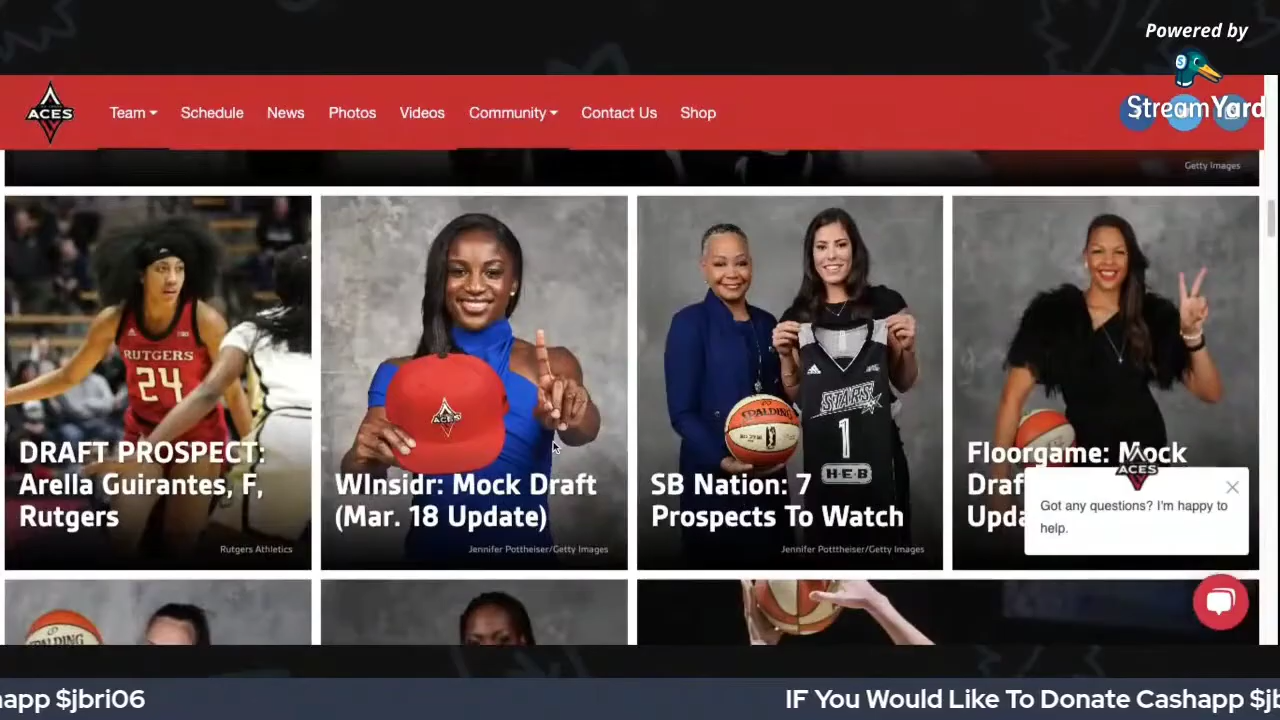 Powered by
StreamYard
ACES
Team
Schedule
News
Photos
Videos
Community
Contact Us
Shop
Getty Images
RUTGERS
24
DRAFT PROSPECT:
Arella Guirantes, F,
Rutgers
Rutgers Athletics
ACES
WInsidr: Mock Draft
(Mar. 18 Update)
Jennifer Pottheiser/Getty Images
SPALDING
STARS
1
H-E-B
SB Nation: 7
Prospects To Watch
Jennifer Potttheiser/Getty Images
Floorgame: Mock
ACES
Got any questions? I'm happy to
help.
SPALDING
app $jbri06
IF You Would Like To Donate Cashapp $jb